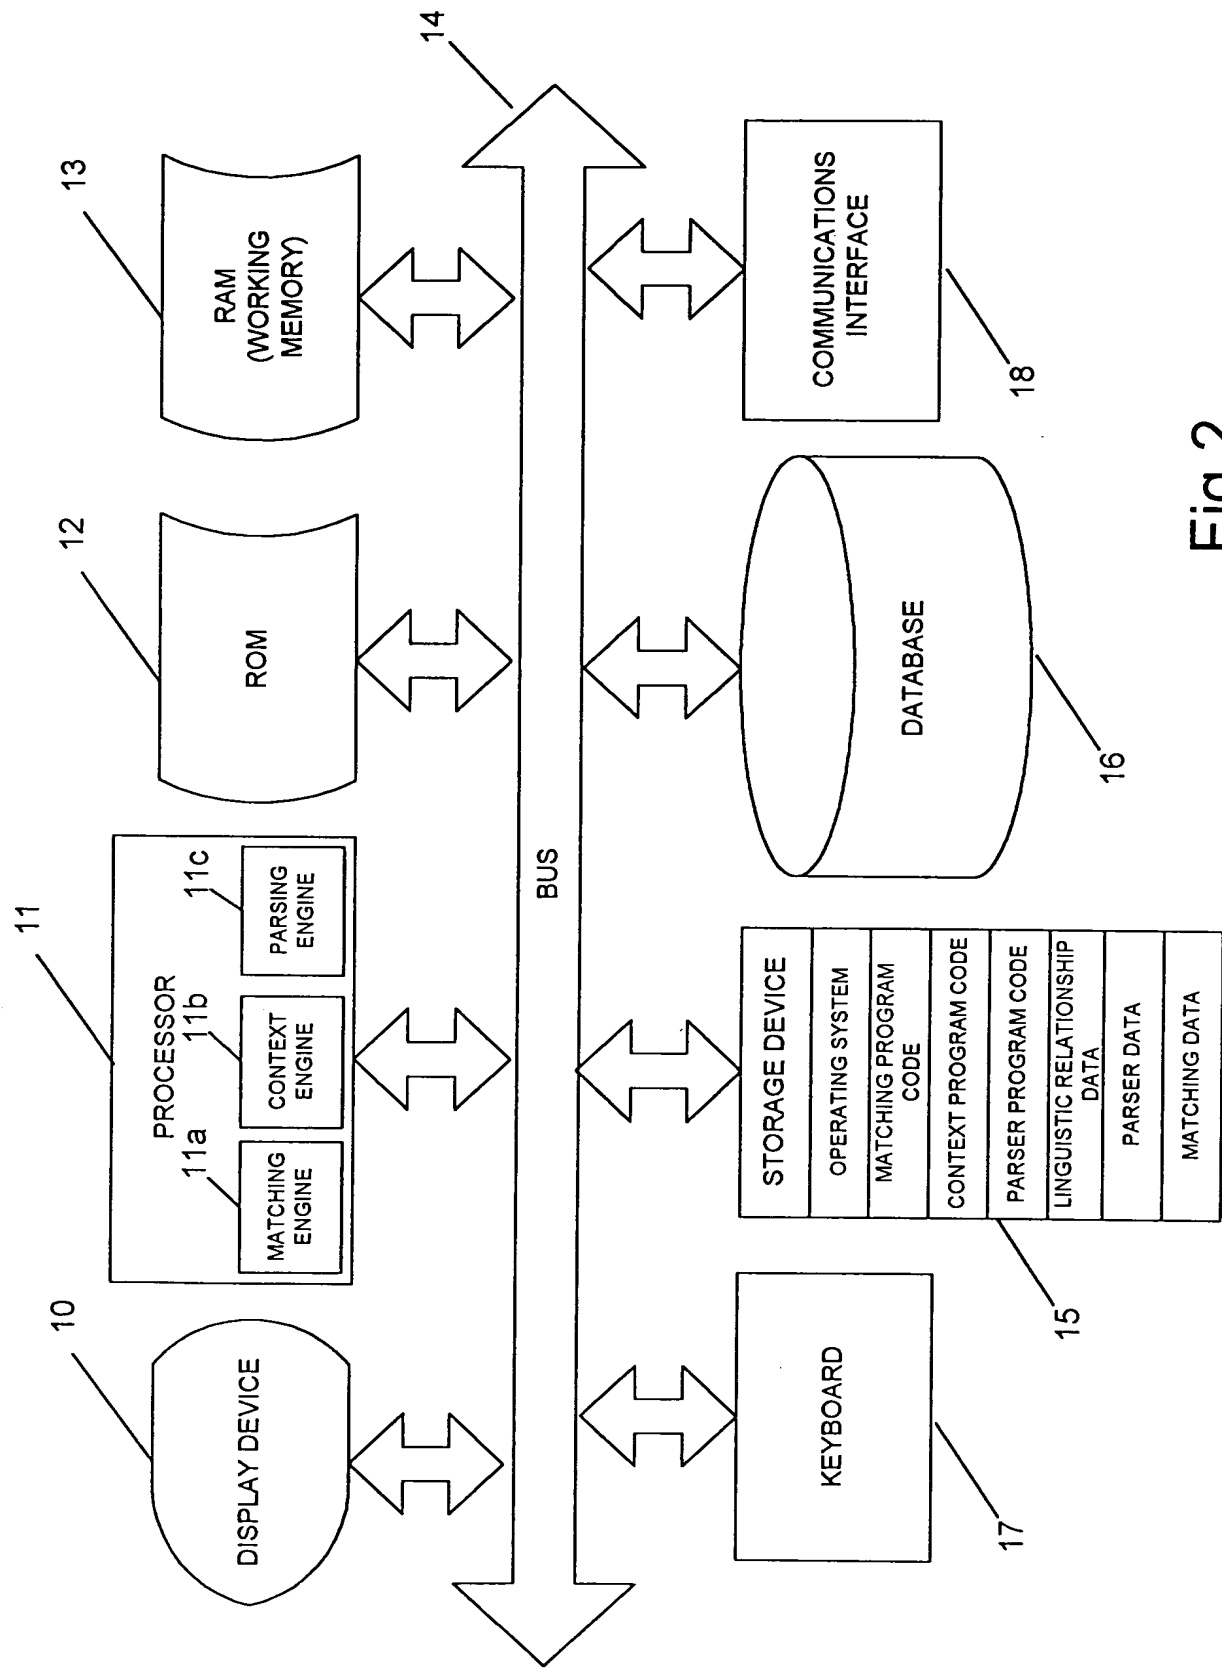 10
DISPLAY DEVICE
11
PROCESSOR
11a
MATCHING
ENGINE
11b
CONTEXT
ENGINE
11c
PARSING
ENGINE
12
ROM
13
RAM
(WORKING
MEMORY)
14
BUS
KEYBOARD
17
STORAGE DEVICE
OPERATING SYSTEM
MATCHING PROGRAM
CODE
CONTEXT PROGRAM CODE
PARSER PROGRAM CODE
LINGUISTIC RELATIONSHIP
DATA
PARSER DATA
MATCHING DATA
15
DATABASE
16
COMMUNICATIONS
INTERFACE
18
Fig 2